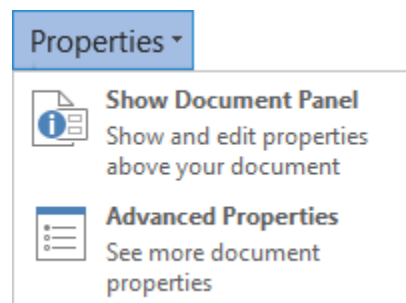 Properties
Show Document Panel
Show and edit properties
above your document
Advanced Properties
See more document
properties